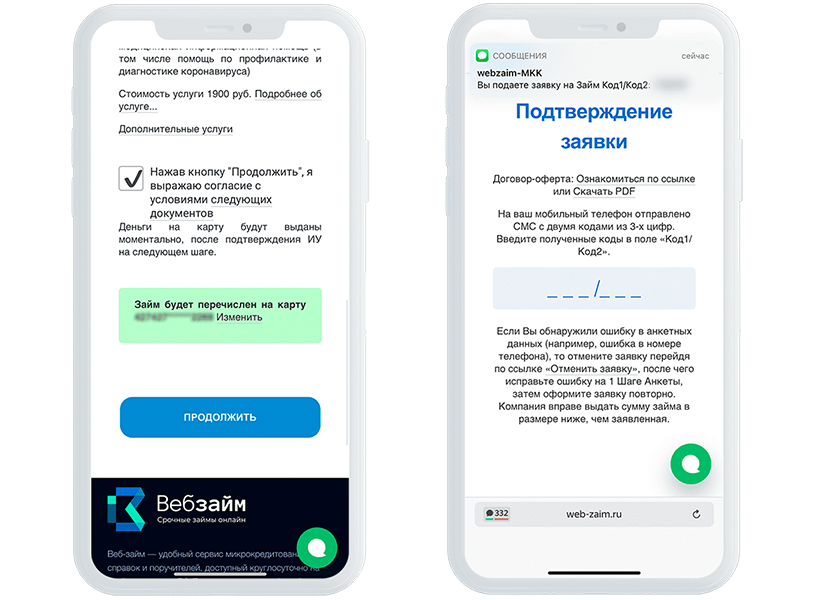 том числе помощь по профилактике и
диагностике коронавируса)
Стоимость услуги 1900 руб. Подробнее об
услуге...
Дополнительные услуги
Нажав кнопку "Продолжить", я
выражаю согласие с
условиями следующих
документов
Деньги на карту будут выданы
моментально, после подтверждения ИУ
на следующем шаге.
Займ будет перечислен на карту
Изменить
ПРОДОЛЖИТЬ
Вебзайм
Срочные займы онлайн
Веб-займ — удобный сервис микрокредитован
справок и поручителей, доступный круглосуточно на
СООБЩЕНИЯ
сейчас
webzaim-МКК
Вы подаете заявку на Займ Код1/Код2:
Подтверждение
заявки
Договор-оферта: Ознакомиться по ссылке
или Скачать PDF
На ваш мобильный телефон отправлено
СМС с двумя кодами из 3-х цифр.
Введите полученные коды в поле «Код1/
Код2».
_ _ _ / _ _ _
Если Вы обнаружили ошибку в анкетных
данных (например, ошибка в номере
телефона), то отмените заявку перейдя
по ссылке «Отменить заявку», после чего
исправьте ошибку на 1 Шаге Анкеты,
затем оформите заявку повторно.
Компания вправе выдать сумму займа в
размере ниже, чем заявленная.
332
web-zaim.ru